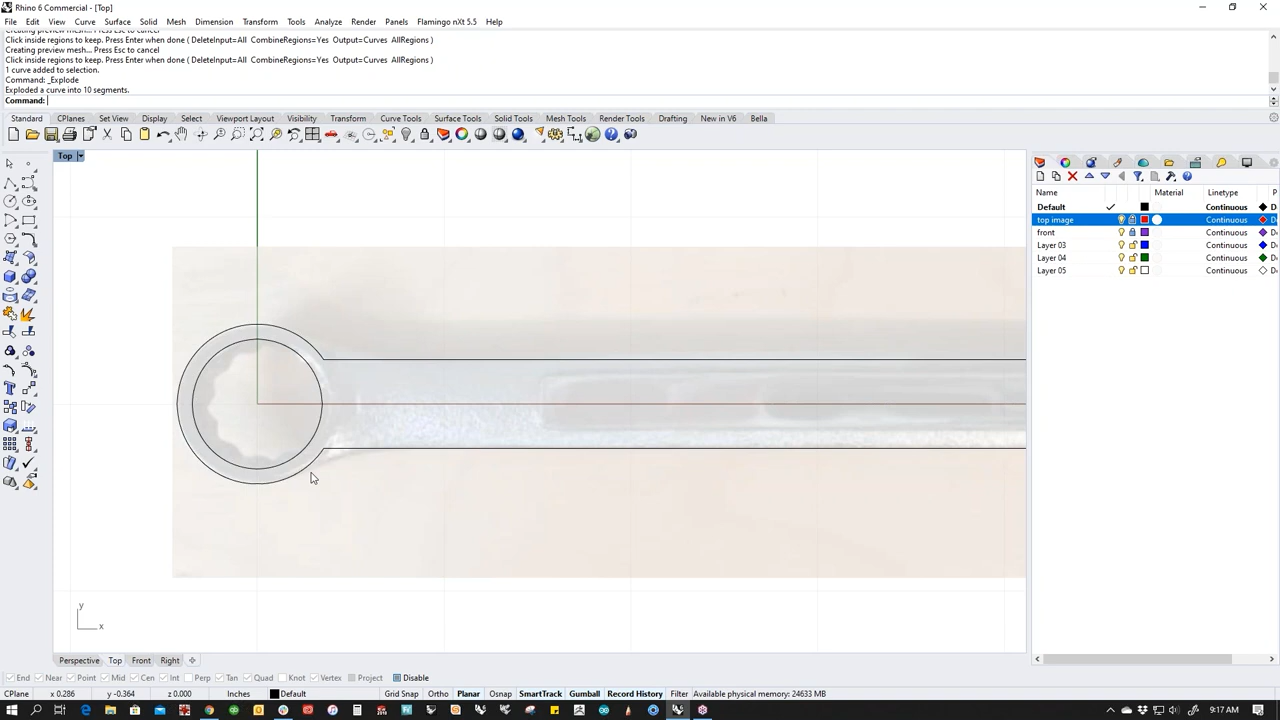 Rhino 6 Commercial - [Top]
File Edit View Curve Surface Solid Mesh Dimension Transform Tools Analyze Render Panels Flamingo nXt 5.5 Help
Creating preview mesh... Press Esc to cancel
Click inside regions to keep. Press Enter when done ( DeleteInput=All CombineRegions=Yes Output=Curves AllRegions )
Creating preview mesh... Press Esc to cancel
Click inside regions to keep. Press Enter when done ( DeleteInput=All CombineRegions=Yes Output=Curves AllRegions )
1 curve added to selection.
Command: _Explode
Exploded a curve into 10 segments.
Command:
Standard CPlanes Set View Display Select Viewport Layout Visibility Transform Curve Tools Surface Tools Solid Tools Mesh Tools Render Tools Drafting New in V6 Bella
Top
Name Material Linetype P
Default Continuous D
top image Continuous D
front Continuous D
Layer 03 Continuous D
Layer 04 Continuous D
Layer 05 Continuous D
y
x
Perspective Top Front Right
End Near Point Mid Cen Int Perp Tan Quad Knot Vertex Project Disable
CPlane x 0.286 y -0.364 z 0.000 Inches Default Grid Snap Ortho Planar Osnap SmartTrack Gumball Record History Filter Available physical memory: 24633 MB
9:17 AM